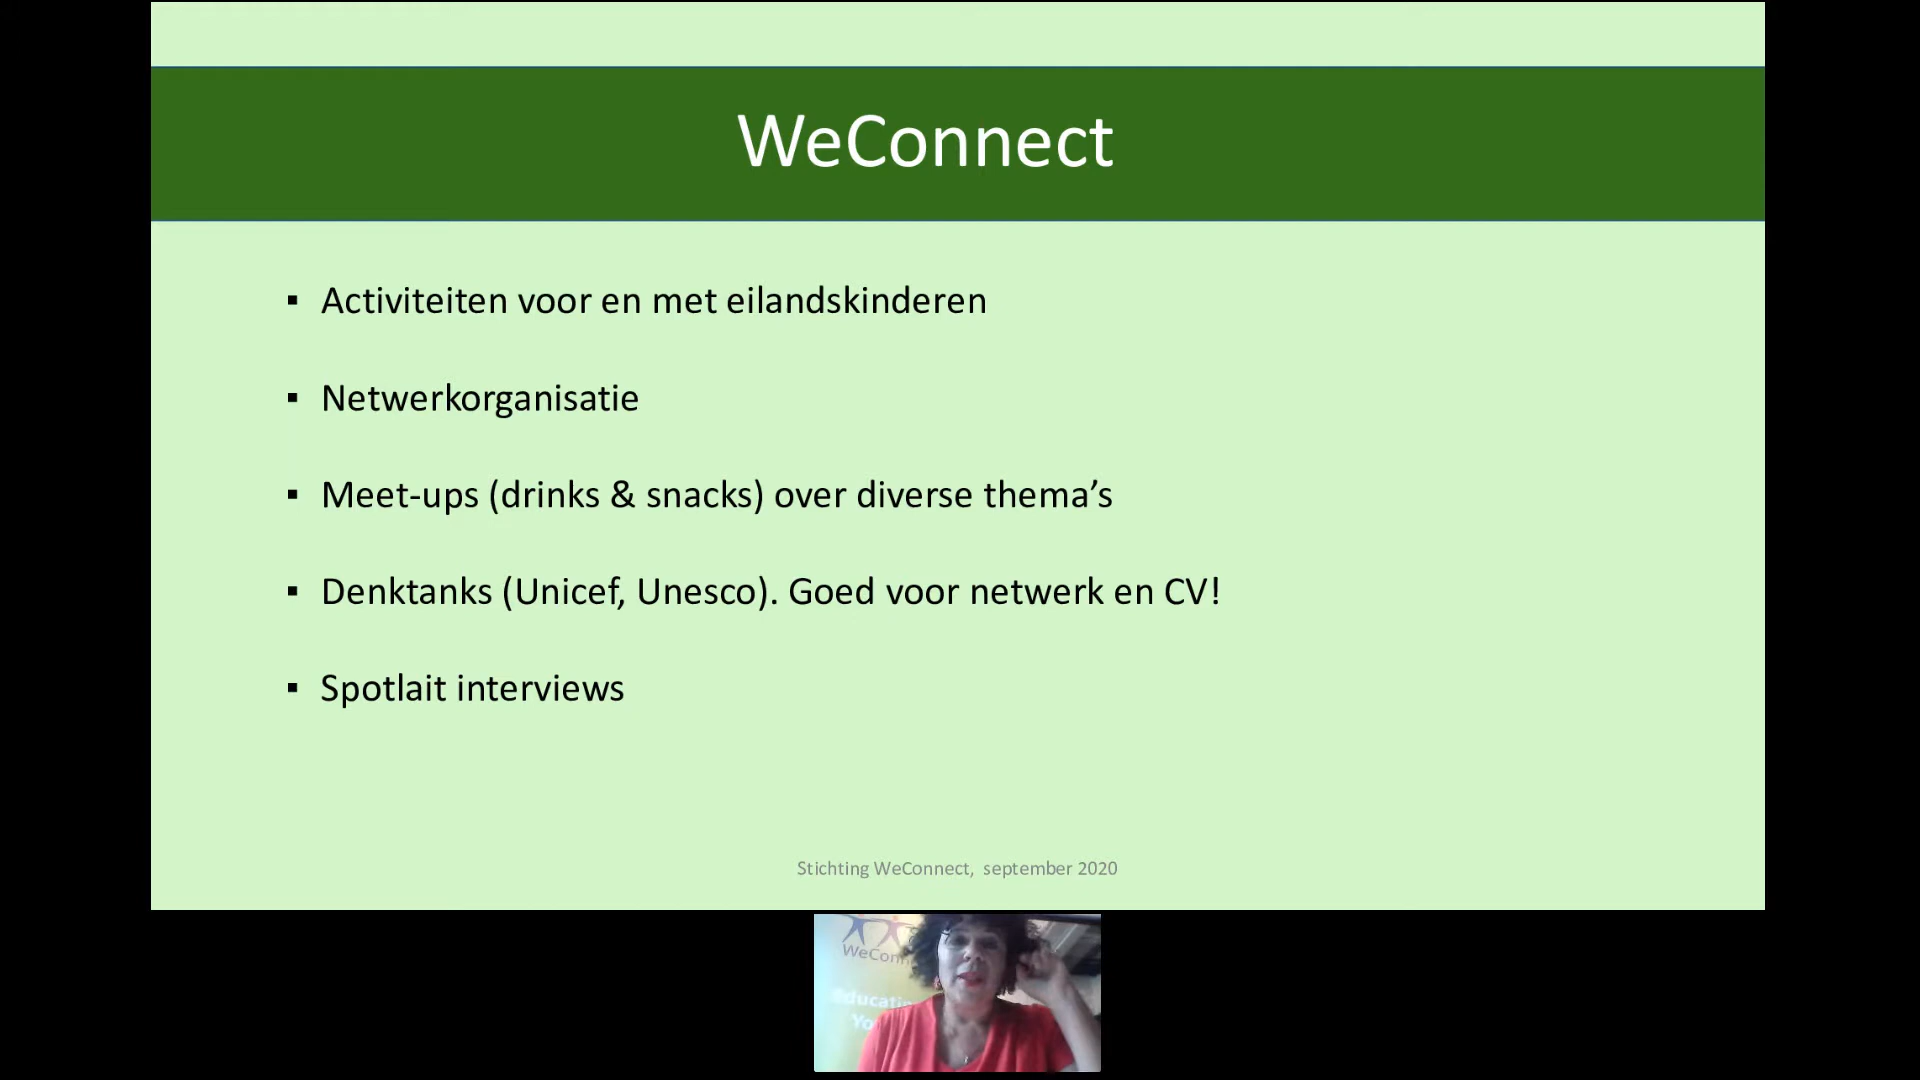 WeConnect
▪ Activiteiten voor en met eilandskinderen
▪ Netwerkorganisatie
▪ Meet-ups (drinks & snacks) over diverse thema’s
▪ Denktanks (Unicef, Unesco). Goed voor netwerk en CV!
▪ Spotlait interviews
Stichting WeConnect, september 2020